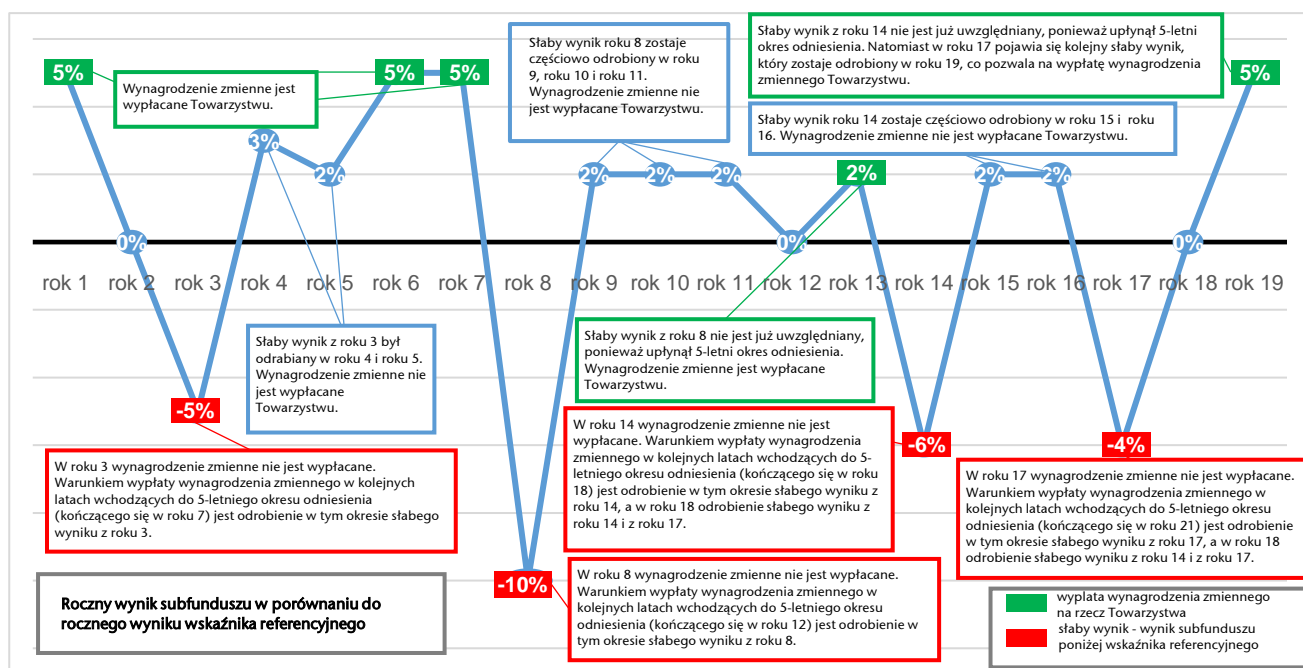 Słaby wynik z roku 14 nie jest już uwzględniany, ponieważ upłynął 5-letni
okres odniesienia. Natomiast w roku 17 pojawia się kolejny słaby wynik,
który zostaje odrobiony w roku 19, co pozwala na wypłatę wynagrodzenia
zmiennego Towarzystwu.
Słaby wynik roku 8 zostaje
częściowo odrobiony w roku
9, roku 10 i roku 11.
Wynagrodzenie zmienne nie
jest wypłacane Towarzystwu.
Wynagrodzenie zmienne jest
wypłacane Towarzystwu.
Słaby wynik roku 14 zostaje częściowo odrobiony w roku 15 i roku
16. Wynagrodzenie zmienne nie jest wypłacane Towarzystwu.
5%
0%
-5%
3%
2%
5%
5%
-10%
2%
2%
2%
0%
2%
-6%
2%
2%
-4%
0%
5%
rok 1 rok 2 rok 3 rok 4 rok 5 rok 6 rok 7 rok 8 rok 9 rok 10 rok 11 rok 12 rok 13 rok 14 rok 15 rok 16 rok 17 rok 18 rok 19
Słaby wynik z roku 3 był
odrabiany w roku 4 i roku 5.
Wynagrodzenie zmienne nie
jest wypłacane
Towarzystwu.
Słaby wynik z roku 8 nie jest już uwzględniany,
ponieważ upłynął 5-letni okres odniesienia.
Wynagrodzenie zmienne jest wypłacane
Towarzystwu.
W roku 3 wynagrodzenie zmienne nie jest wypłacane.
Warunkiem wypłaty wynagrodzenia zmiennego w kolejnych
latach wchodzących do 5-letniego okresu odniesienia
(kończącego się w roku 7) jest odrobienie w tym okresie słabego
wyniku z roku 3.
W roku 14 wynagrodzenie zmienne nie jest
wypłacane. Warunkiem wypłaty wynagrodzenia
zmiennego w kolejnych latach wchodzących do 5-
letniego okresu odniesienia (kończącego się w roku
18) jest odrobienie w tym okresie słabego wyniku z
roku 14, a w roku 18 odrobienie słabego wyniku z
roku 14 i z roku 17.
W roku 17 wynagrodzenie zmienne nie jest wypłacane.
Warunkiem wypłaty wynagrodzenia zmiennego w
kolejnych latach wchodzących do 5-letniego okresu
odniesienia (kończącego się w roku 21) jest odrobienie
w tym okresie słabego wyniku z roku 17, a w roku 18
odrobienie słabego wyniku z roku 14 i z roku 17.
W roku 8 wynagrodzenie zmienne nie jest wypłacane.
Warunkiem wypłaty wynagrodzenia zmiennego w
kolejnych latach wchodzących do 5-letniego okresu
odniesienia (kończącego się w roku 12) jest odrobienie w
tym okresie słabego wyniku z roku 8.
Roczny wynik subfunduszu w porównaniu do
rocznego wyniku wskaźnika referencyjnego
wyplata wynagrodzenia zmiennego
na rzecz Towarzystwa
słaby wynik - wynik subfunduszu
poniżej wskaźnika referencyjnego